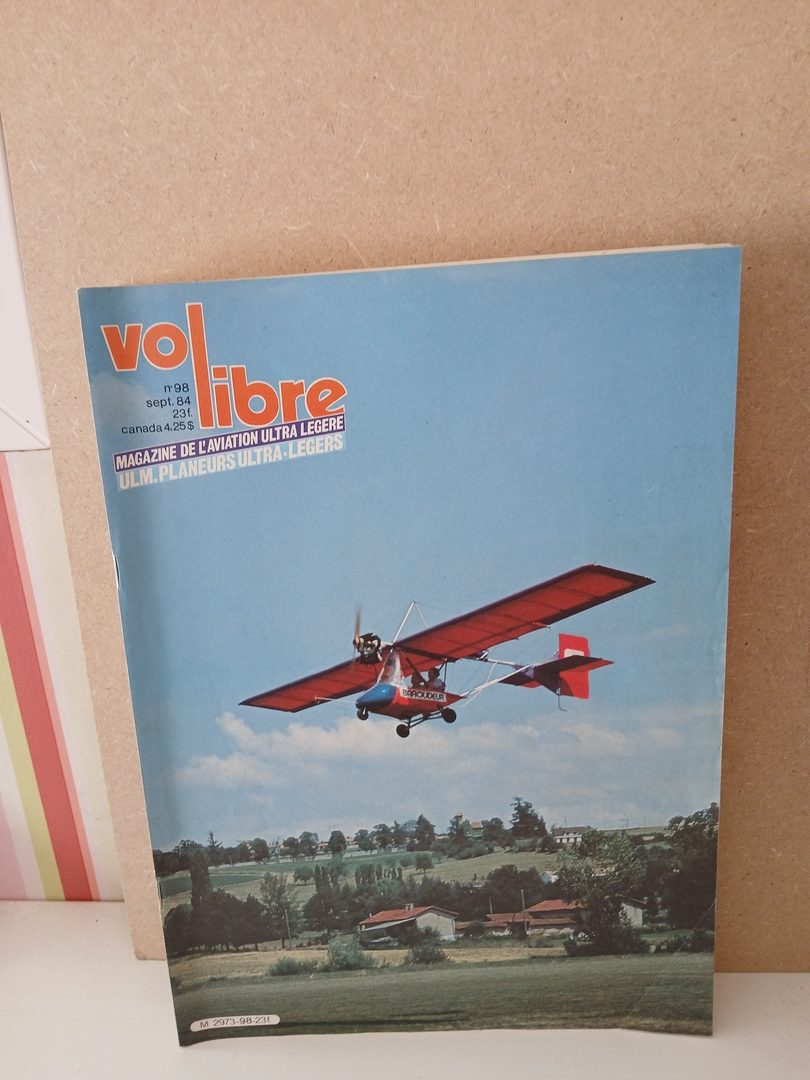 vol
libre
n°98
sept. 84
23f.
canada 4,25$
MAGAZINE DE L'AVIATION ULTRA LEGERE
ULM. PLANEURS ULTRA-LEGERS
BAROUDEUR
M 2973-98-23f.